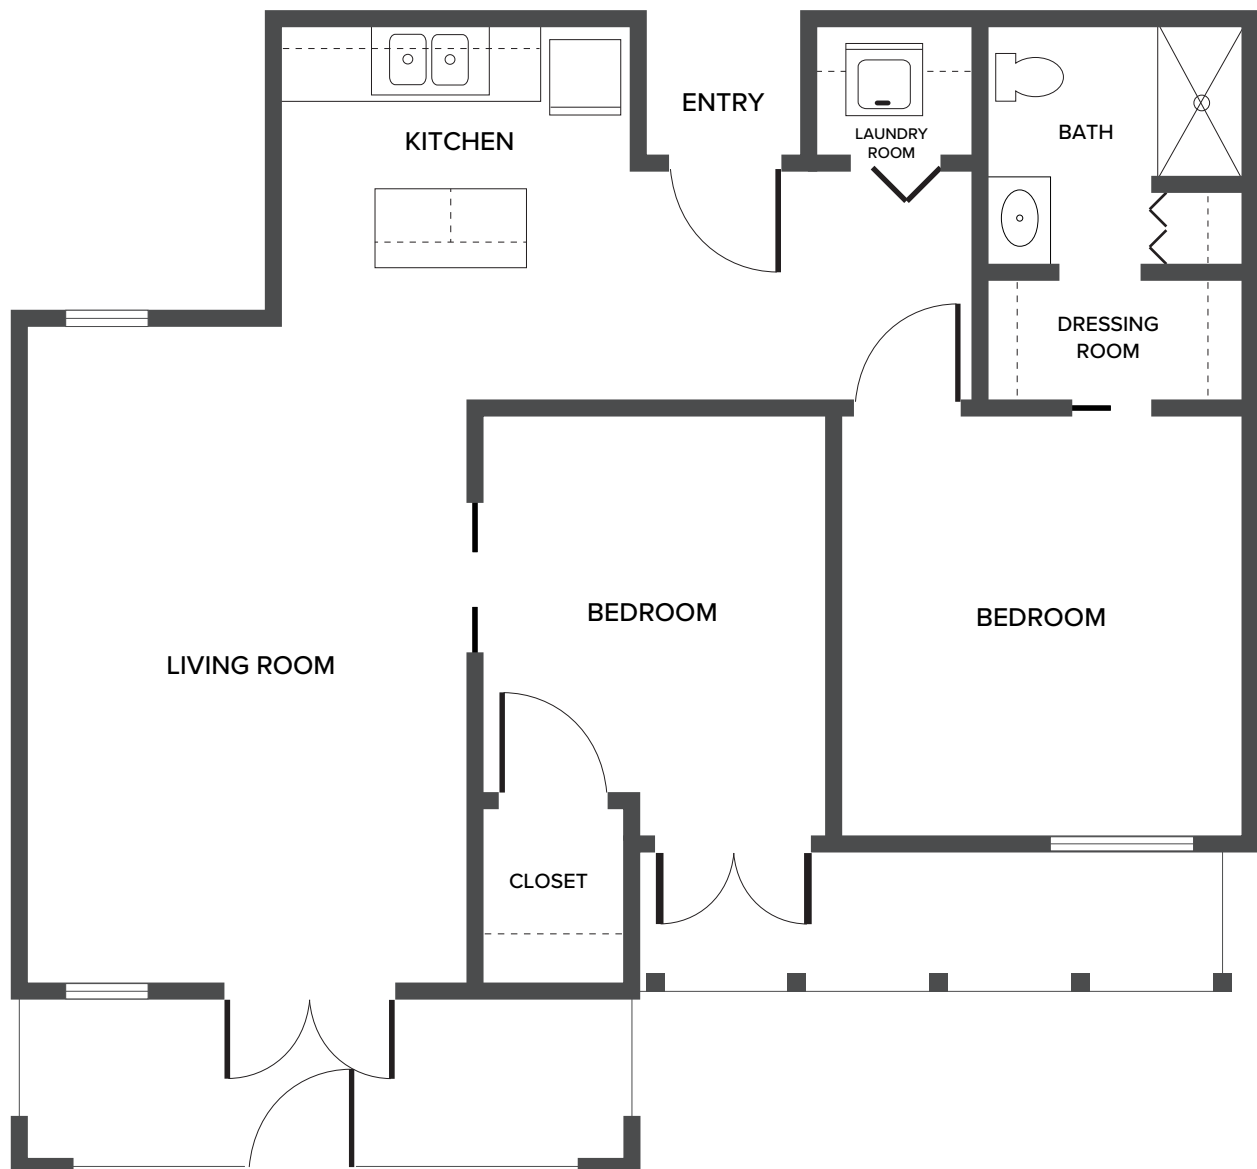 ENTRY
KITCHEN
LAUNDRY
ROOM
BATH
DRESSING
ROOM
BEDROOM
BEDROOM
LIVING ROOM
CLOSET